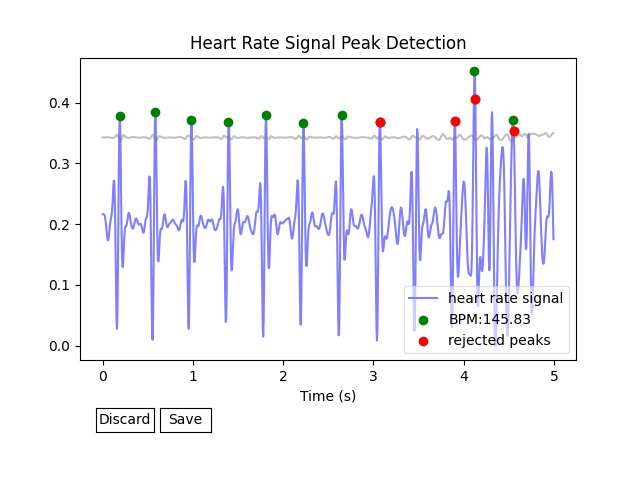 Heart Rate Signal Peak Detection
0.4
0.3
0.2
0.1
0.0
heart rate signal
BPM:145.83
rejected peaks
0 1 2 3 4 5
Time (s)
Discard Save